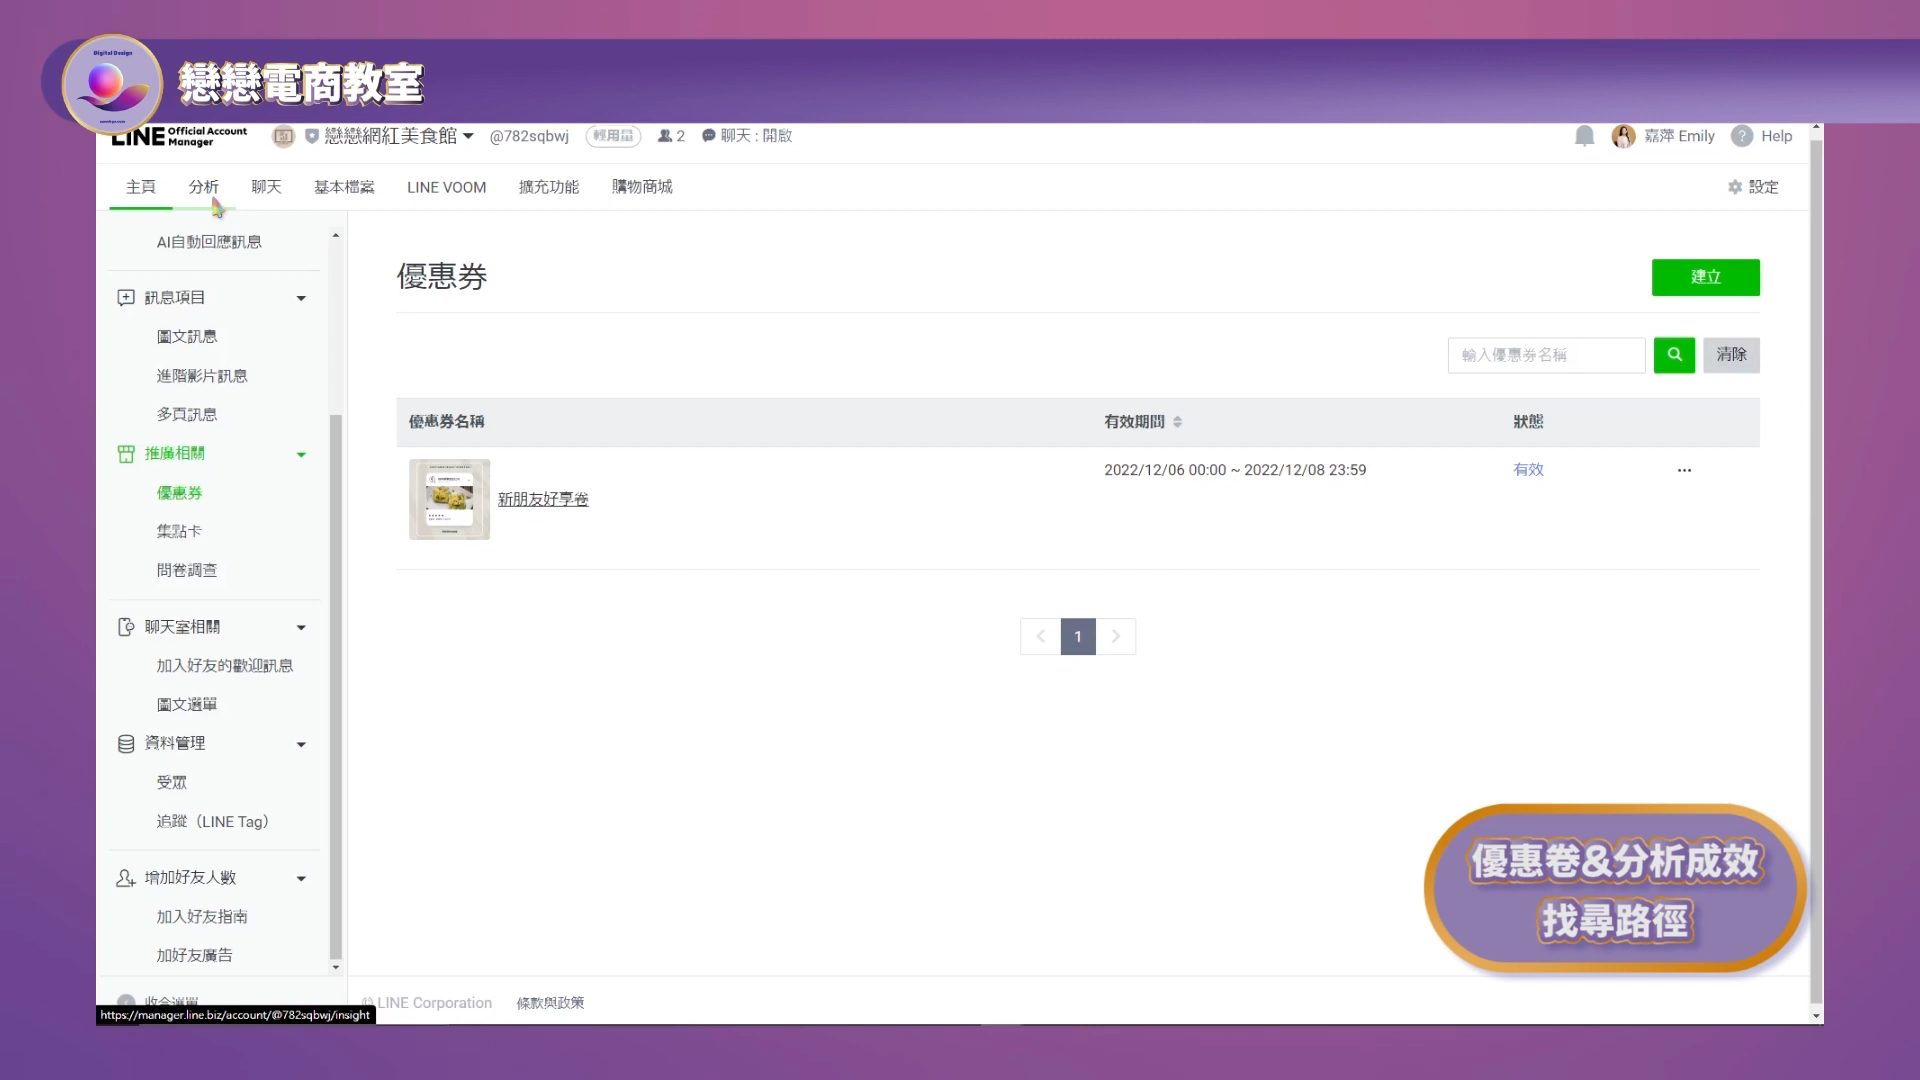 Digital Design
戀戀電商教室
LINE Official Account Manager
戀戀網紅美食館
@782sqbwj
輕用量
2
聊天 : 開啟
嘉萍 Emily
Help
主頁
分析
聊天
基本檔案
LINE VOOM
擴充功能
購物商城
設定
AI自動回應訊息
訊息項目
圖文訊息
進階影片訊息
多頁訊息
推廣相關
優惠券
集點卡
問卷調查
聊天室相關
加入好友的歡迎訊息
圖文選單
資料管理
受眾
追蹤（LINE Tag）
增加好友人數
加入好友指南
加好友廣告
收合選單
https://manager.line.biz/account/@782sqbwj/insight
優惠券
建立
輸入優惠券名稱
清除
優惠券名稱
有效期間
狀態
新朋友好享卷
2022/12/06 00:00 ~ 2022/12/08 23:59
有效
1
優惠卷&分析成效
找尋路徑
© LINE Corporation
條款與政策